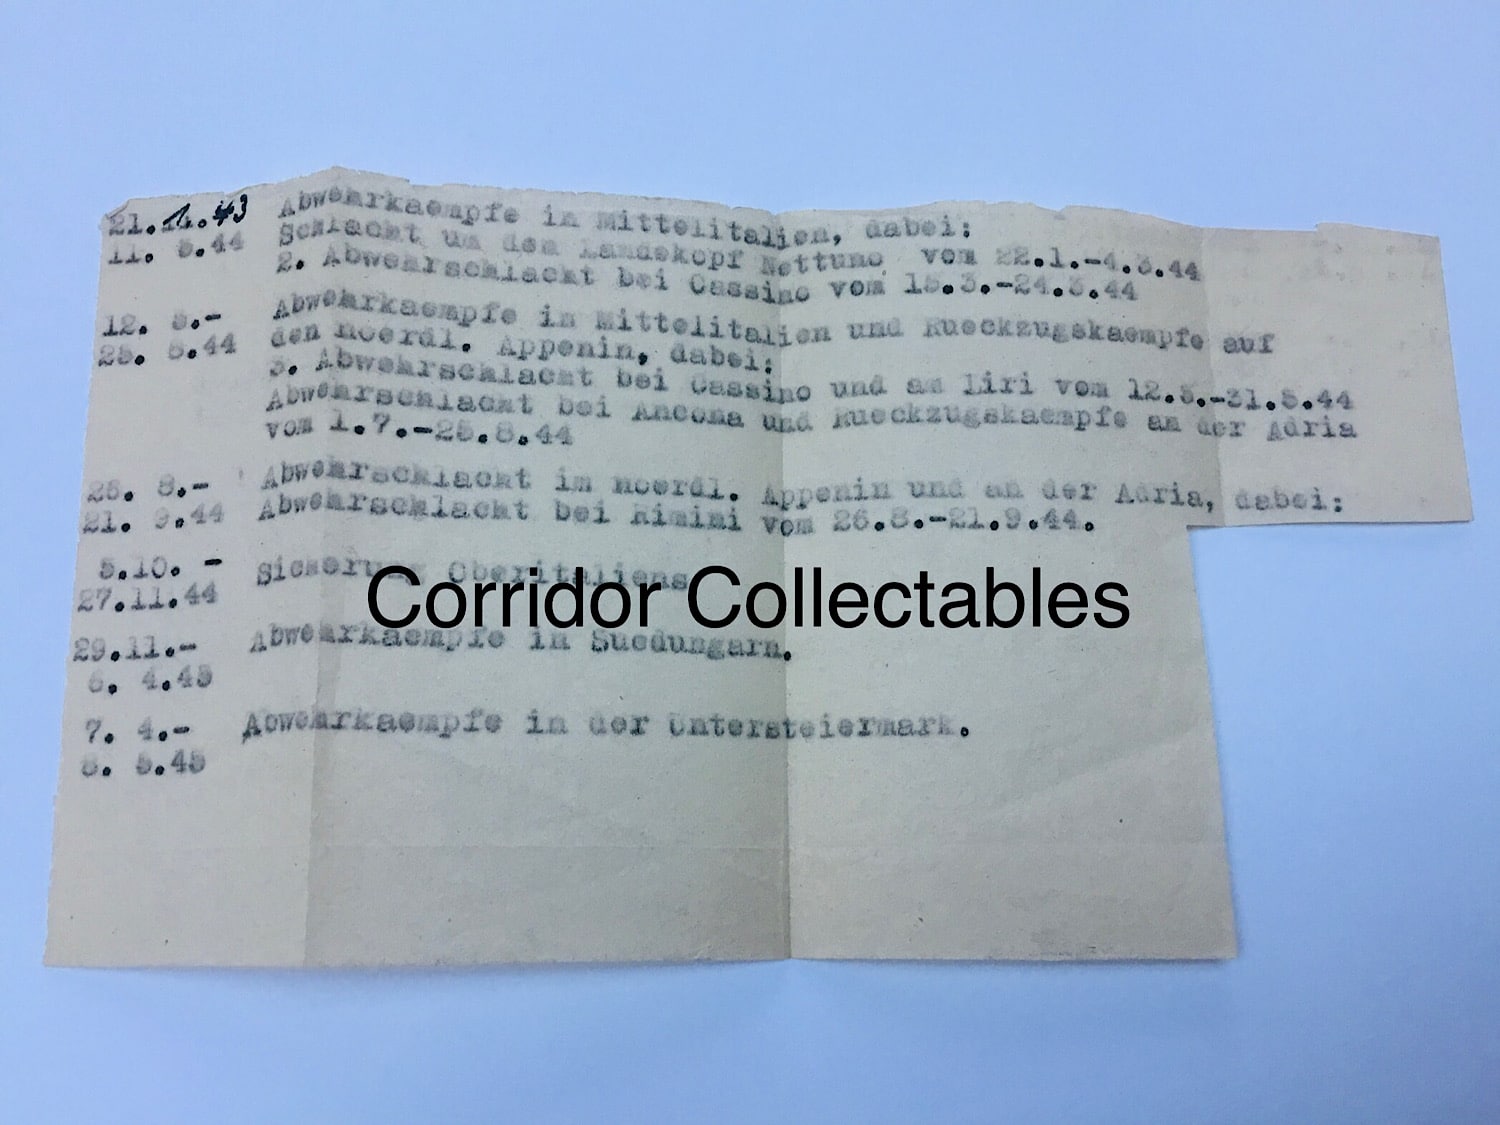 21.1.43 Abwehrkaempfe in Mittelitalien, dabei:
11. 5.44 Schlacht um den Landekopf Nettuno vom 22.1.-4.3.44
2. Abwehrschlacht bei Cassino vom 15.3.-24.3.44
12. 5.- Abwehrkaempfe in Mittelitalien und Rueckzugskaempfe auf
25. 8.44 den noerdl. Appenin, dabei:
3. Abwehrschlacht bei Cassino und am Liri vom 12.5.-31.5.44
Abwehrschlacht bei Ancona und Rueckzugskaempfe an der Adria
vom 1.7.-25.8.44
26. 8.- Abwehrschlacht im noerdl. Appenin und an der Adria, dabei:
21. 9.44 Abwehrschlacht bei Rimini vom 26.8.-21.9.44.
5.10. - Sicherung Oberitaliens
27.11.44
Corridor Collectables
29.11.- Abwehrkaempfe in Suedungarn.
6. 4.45
7. 4.- Abwehrkaempfe in der Untersteiermark.
8. 5.45